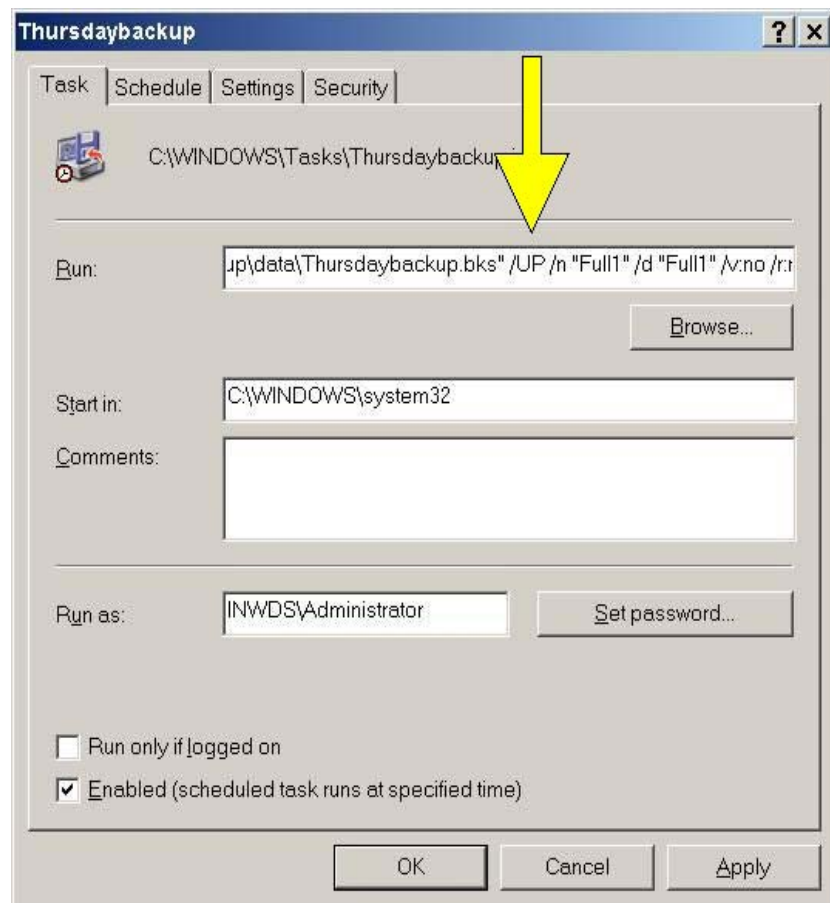 Thursdaybackup
Task Schedule Settings Security
C:\WINDOWS\Tasks\Thursdaybackup
Run: up\data\Thursdaybackup.bks" /UP /n "Full1" /d "Full1" /v:no /r:
Browse...
Start in: C:\WINDOWS\system32
Comments:
Run as: INWDS\Administrator Set password...
Run only if logged on
Enabled (scheduled task runs at specified time)
OK Cancel Apply